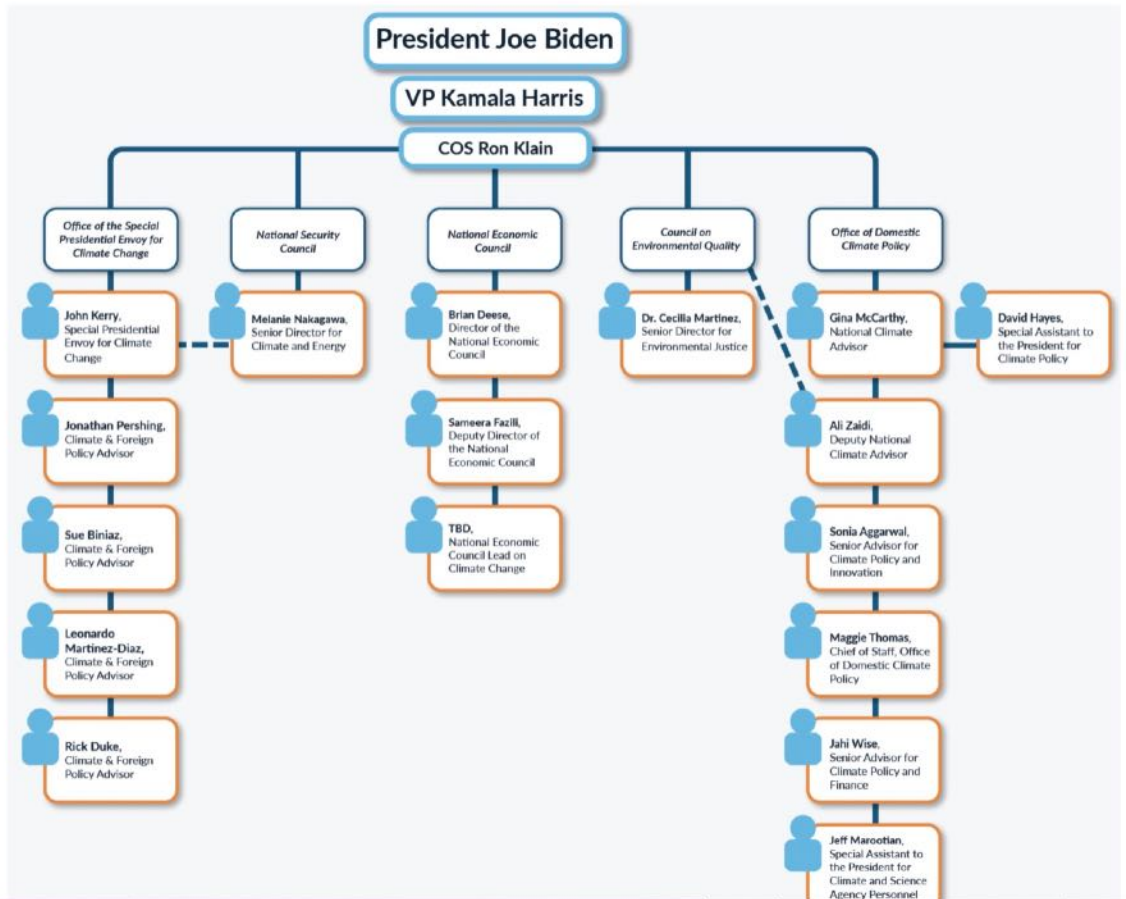 President Joe Biden
VP Kamala Harris
COS Ron Klain
Office of the Special
Presidential Envoy for
Climate Change
National Security
Council
National Economic
Council
Council on
Environmental Quality
Office of Domestic
Climate Policy
John Kerry,
Special Presidential
Envoy for Climate
Change
Melanie Nakagawa,
Senior Director for
Climate and Energy
Brian Deese,
Director of the
National Economic
Council
Dr. Cecilia Martinez,
Senior Director for
Environmental Justice
Gina McCarthy,
National Climate
Advisor
David Hayes,
Special Assistant to
the President for
Climate Policy
Jonathan Pershing,
Climate & Foreign
Policy Advisor
Sameera Fazili,
Deputy Director of
the National
Economic Council
Ali Zaidi,
Deputy National
Climate Advisor
Sue Biniaz,
Climate & Foreign
Policy Advisor
TBD,
National Economic
Council Lead on
Climate Change
Sonia Aggarwal,
Senior Advisor for
Climate Policy and
Innovation
Leonardo
Martinez-Diaz,
Climate & Foreign
Policy Advisor
Maggie Thomas,
Chief of Staff, Office
of Domestic Climate
Policy
Rick Duke,
Climate & Foreign
Policy Advisor
Jahi Wise,
Senior Advisor for
Climate Policy and
Finance
Jeff Marootian,
Special Assistant to
the President for
Climate and Science
Agency Personnel